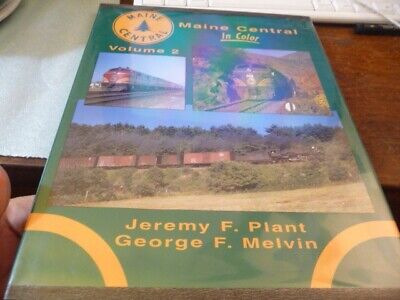 MAINE
CENTRAL
Maine Central
In Color
Volume 2
Jeremy F. Plant
George F. Melvin